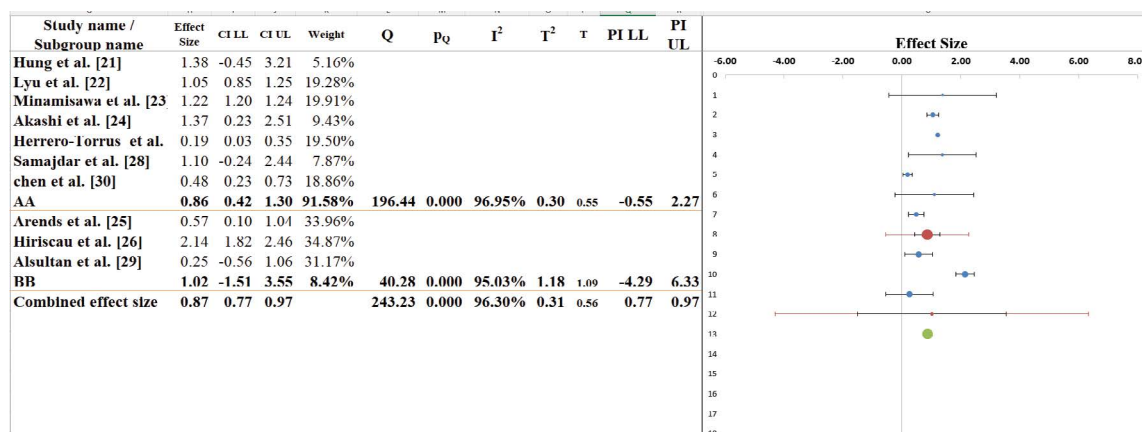 Study name / Subgroup name Effect Size CI LL CI UL Weight Q pQ I² T² T PI LL PI UL
Hung et al. [21] 1.38 -0.45 3.21 5.16%
Lyu et al. [22] 1.05 0.85 1.25 19.28%
Minamisawa et al. [23] 1.22 1.20 1.24 19.91%
Akashi et al. [24] 1.37 0.23 2.51 9.43%
Herrero-Torrus et al. 0.19 0.03 0.35 19.50%
Samajdar et al. [28] 1.10 -0.24 2.44 7.87%
chen et al. [30] 0.48 0.23 0.73 18.86%
AA 0.86 0.42 1.30 91.58% 196.44 0.000 96.95% 0.30 0.55 -0.55 2.27
Arends et al. [25] 0.57 0.10 1.04 33.96%
Hiriscau et al. [26] 2.14 1.82 2.46 34.87%
Alsultan et al. [29] 0.25 -0.56 1.06 31.17%
BB 1.02 -1.51 3.55 8.42% 40.28 0.000 95.03% 1.18 1.09 -4.29 6.33
Combined effect size 0.87 0.77 0.97 243.23 0.000 96.30% 0.31 0.56 0.77 0.97
Effect Size
-6.00 -4.00 -2.00 0.00 2.00 4.00 6.00 8.0
0
1
2
3
4
5
6
7
8
9
10
11
12
13
14
15
16
17
18